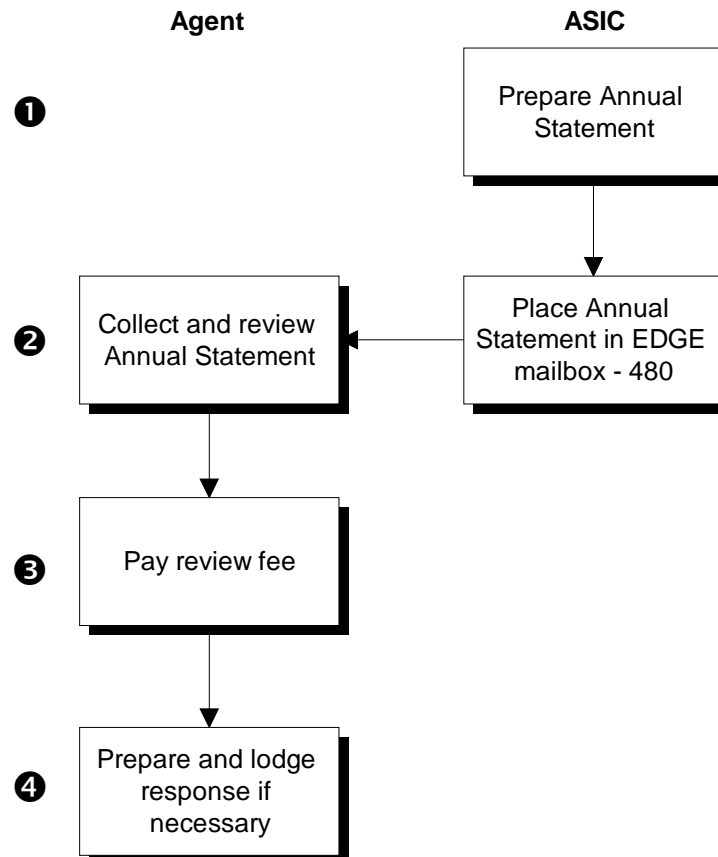 Agent ASIC
❶
Prepare Annual
Statement
❷
Collect and review
Annual Statement
Place Annual
Statement in EDGE
mailbox - 480
❸
Pay review fee
❹
Prepare and lodge
response if
necessary